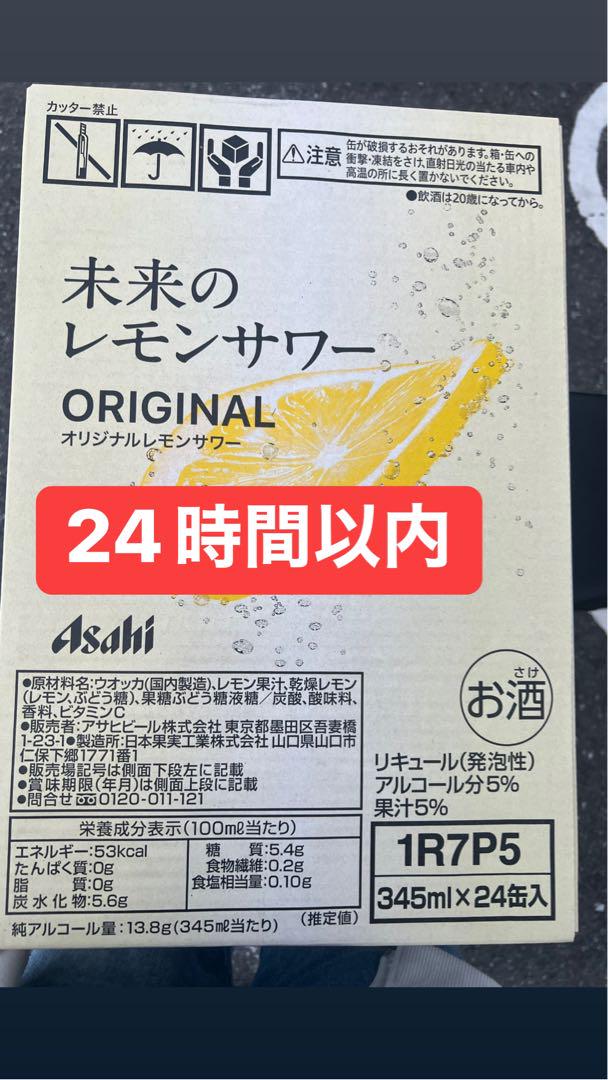 カッター禁止
⚠注意
缶が破損するおそれがあります。箱・缶への
衝撃・凍結をさけ、直射日光の当たる車内や
高温の所に長く置かないでください。
●飲酒は20歳になってから。
未来の
レモンサワー
ORIGINAL
オリジナルレモンサワー
24時間以内
Asahi
●原材料名:ウオッカ(国内製造)、レモン果汁、乾燥レモン
(レモン、ぶどう糖)、果糖ぶどう糖液糖／炭酸、酸味料、
香料、ビタミンC
●販売者:アサヒビール株式会社 東京都墨田区吾妻橋
1-23-1●製造所:日本果実工業株式会社 山口県山口市
仁保下郷1771番1
●販売場記号は側面下段左に記載
●賞味期限(年月)は側面上段に記載
●問合せ 0120-011-121
さけ
お酒
リキュール(発泡性)
アルコール分5%
果汁5%
栄養成分表示(100ml当たり)
エネルギー:53kcal
たんぱく質:0g
脂 質:0g
炭水化物:5.6g
糖 質:5.4g
食物繊維:0.2g
食塩相当量:0.10g
純アルコール量:13.8g(345ml当たり)
(推定値)
1R7P5
345ml×24缶入